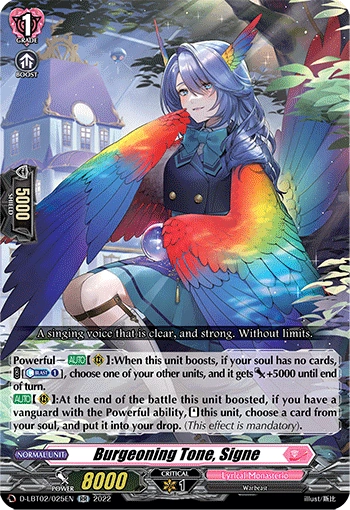 1
GRADE
BOOST
5000
SHIELD
A singing voice that is clear, and strong. Without limits.
Powerful – AUTO [ ]:When this unit boosts, if your soul has no cards,
[ BLAST 1 ], choose one of your other units, and it gets +5000 until end
of turn.
AUTO [ ]:At the end of the battle this unit boosted, if you have a
vanguard with the Powerful ability, this unit, choose a card from
your soul, and put it into your drop. (This effect is mandatory).
NORMAL UNIT
Burgeoning Tone, Signe
POWER
8000
CRITICAL
1
Lyrical Monasterio
Warbeast
D-LBT02/025EN RR 2022
illust/新比